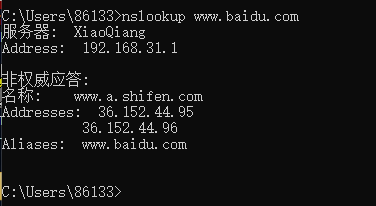 C:\Users\86133>nslookup www.baidu.com
服务器:  XiaoQiang
Address:  192.168.31.1

非权威应答:
名称:    www.a.shifen.com
Addresses:  36.152.44.95
          36.152.44.96
Aliases:  www.baidu.com

C:\Users\86133>